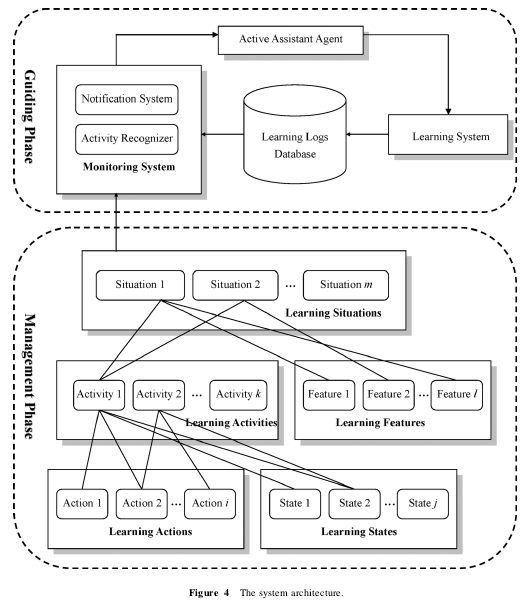 Guiding Phase
Active Assistant Agent
Notification System
Activity Recognizer
Monitoring System
Learning Logs
Database
Learning System
Management Phase
Situation 1
Situation 2
...
Situation m
Learning Situations
Activity 1
Activity 2
...
Activity k
Learning Activities
Feature 1
Feature 2
...
Feature l
Learning Features
Action 1
Action 2
...
Action i
Learning Actions
State 1
State 2
...
State j
Learning States
Figure 4 The system architecture.